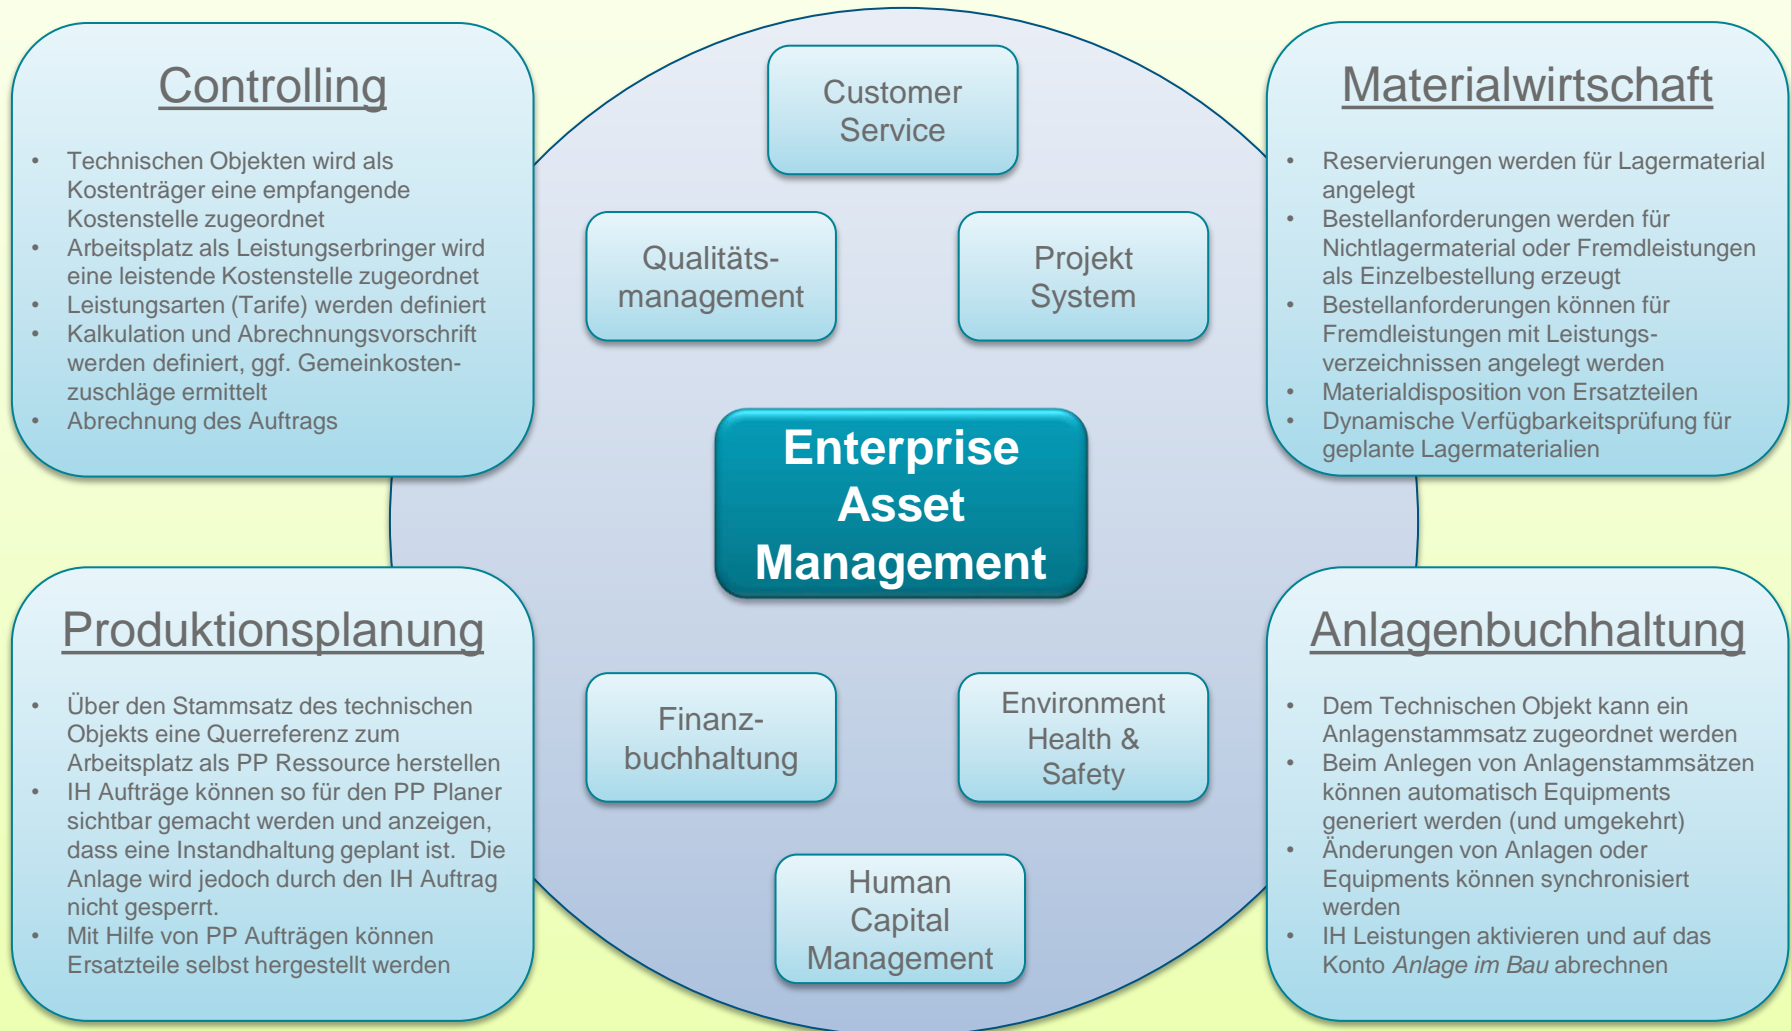 Controlling
• Technischen Objekten wird als
Kostenträger eine empfangende
Kostenstelle zugeordnet
• Arbeitsplatz als Leistungserbringer wird
eine leistende Kostenstelle zugeordnet
• Leistungsarten (Tarife) werden definiert
• Kalkulation und Abrechnungsvorschrift
werden definiert, ggf. Gemeinkosten-
zuschläge ermittelt
• Abrechnung des Auftrags
Customer
Service
Qualitäts-
management
Projekt
System
Materialwirtschaft
• Reservierungen werden für Lagermaterial
angelegt
• Bestellanforderungen werden für
Nichtlagermaterial oder Fremdleistungen
als Einzelbestellung erzeugt
• Bestellanforderungen können für
Fremdleistungen mit Leistungs-
verzeichnissen angelegt werden
• Materialdisposition von Ersatzteilen
• Dynamische Verfügbarkeitsprüfung für
geplante Lagermaterialien
Enterprise
Asset
Management
Produktionsplanung
• Über den Stammsatz des technischen
Objekts eine Querreferenz zum
Arbeitsplatz als PP Ressource herstellen
• IH Aufträge können so für den PP Planer
sichtbar gemacht werden und anzeigen,
dass eine Instandhaltung geplant ist. Die
Anlage wird jedoch durch den IH Auftrag
nicht gesperrt.
• Mit Hilfe von PP Aufträgen können
Ersatzteile selbst hergestellt werden
Finanz-
buchhaltung
Environment
Health &
Safety
Human
Capital
Management
Anlagenbuchhaltung
• Dem Technischen Objekt kann ein
Anlagenstammsatz zugeordnet werden
• Beim Anlegen von Anlagenstammsätzen
können automatisch Equipments
generiert werden (und umgekehrt)
• Änderungen von Anlagen oder
Equipments können synchronisiert
werden
• IH Leistungen aktivieren und auf das
Konto Anlage im Bau abrechnen